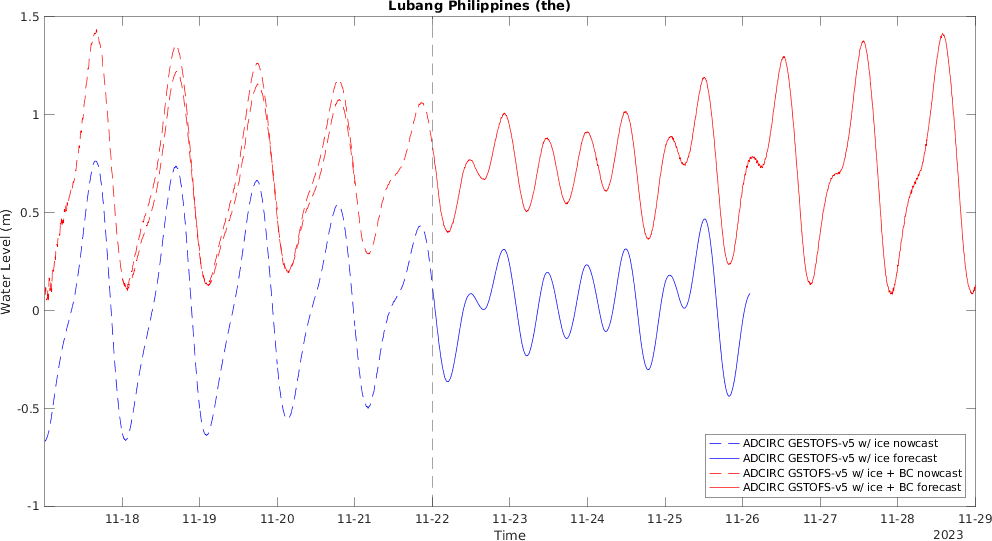 Lubang Philippines (the)
1.5
1
0.5
0
-0.5
-1
Water Level (m)
11-18 11-19 11-20 11-21 11-22 11-23 11-24 11-25 11-26 11-27 11-28 11-29
Time
2023
ADCIRC GESTOFS-v5 w/ ice nowcast
ADCIRC GESTOFS-v5 w/ ice forecast
ADCIRC GSTOFS-v5 w/ ice + BC nowcast
ADCIRC GSTOFS-v5 w/ ice + BC forecast